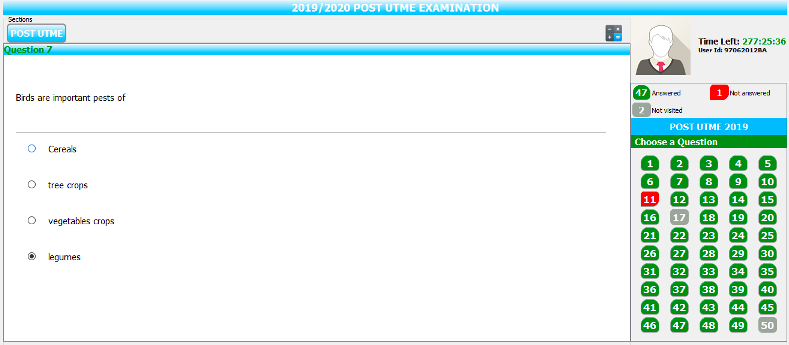 2019/2020 POST UTME EXAMINATION
Sections
POST UTME
Question 7
Birds are important pests of
Cereals
tree crops
vegetables crops
legumes
Time Left: 277:25:36
User Id: 97062012BA
47 Answered 1 Not answered
2 Not visited
POST UTME 2019
Choose a Question
1 2 3 4 5
6 7 8 9 10
11 12 13 14 15
16 17 18 19 20
21 22 23 24 25
26 27 28 29 30
31 32 33 34 35
36 37 38 39 40
41 42 43 44 45
46 47 48 49 50